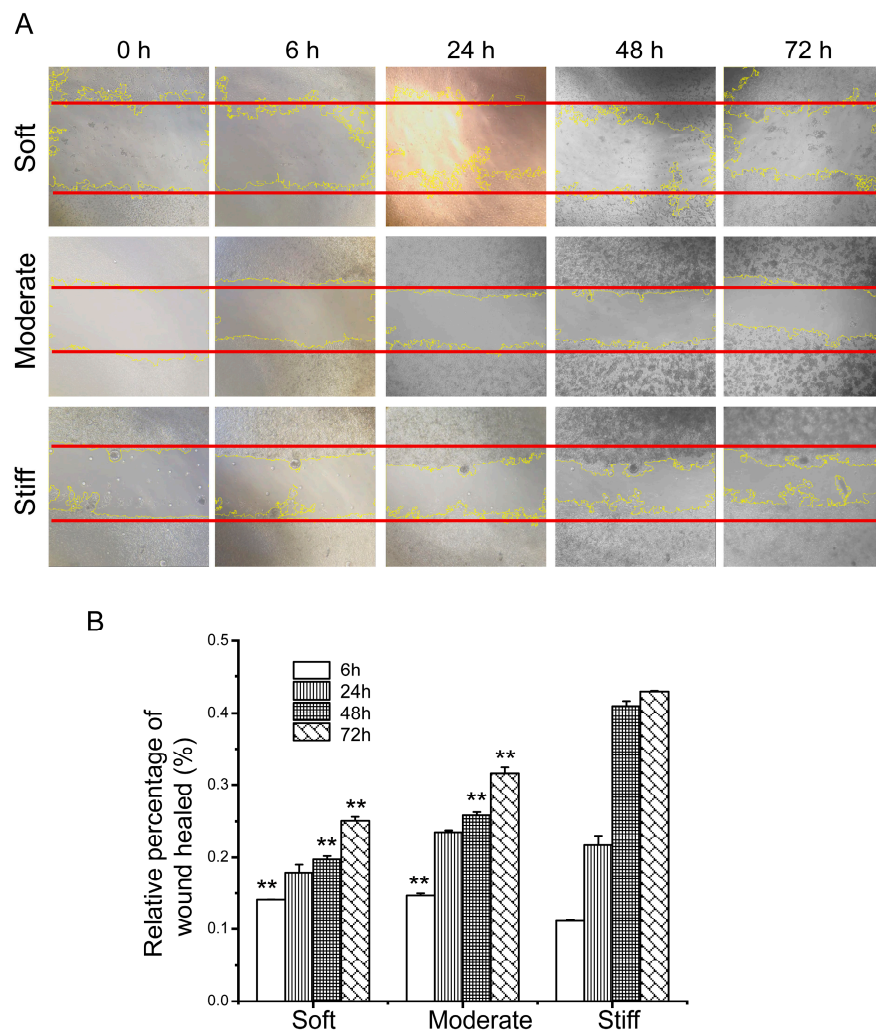 A
0 h 6 h 24 h 48 h 72 h
Soft
Moderate
Stiff
B
Relative percentage of
wound healed (%)
0.5
0.4
0.3
0.2
0.1
0.0
6h
24h
48h
72h
** ** **
** ** **
Soft Moderate Stiff